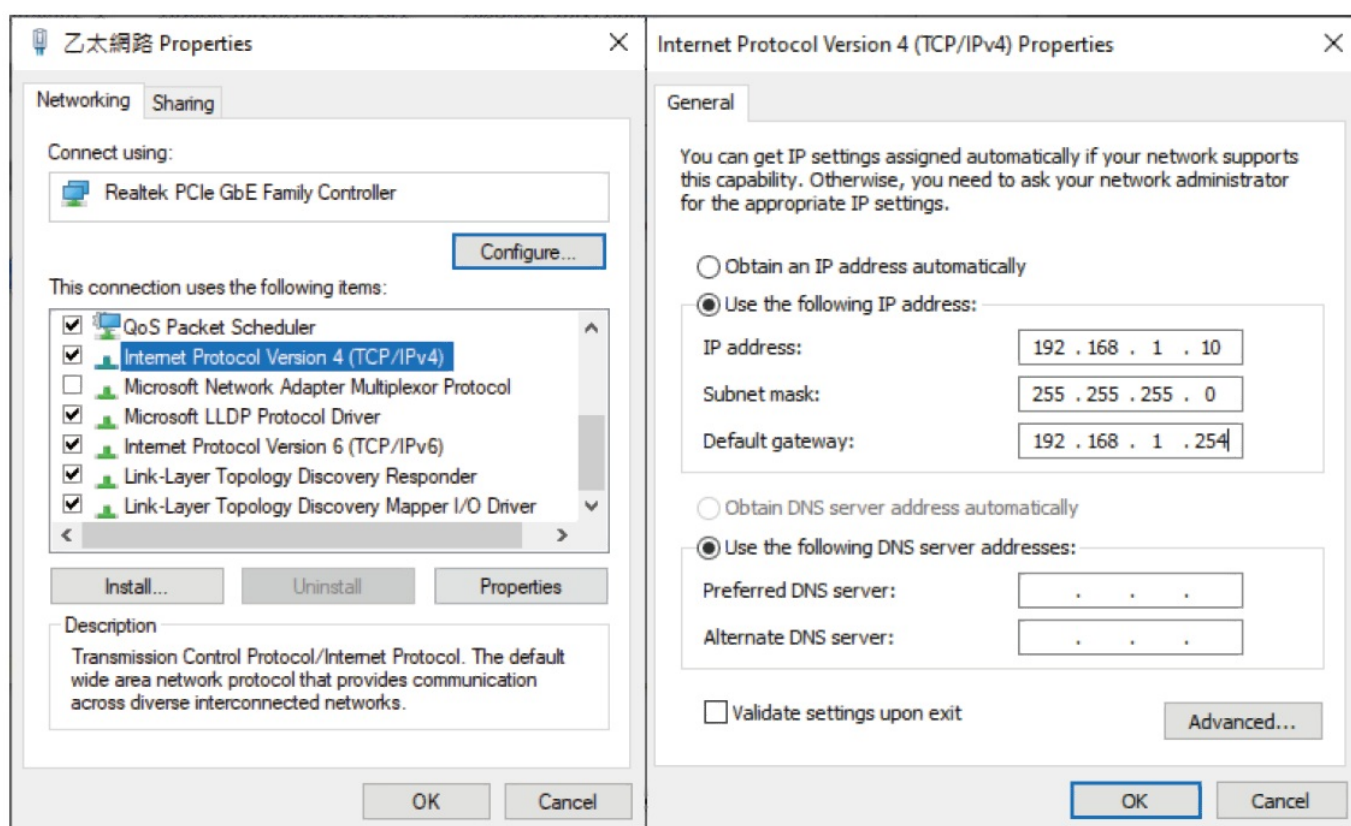 乙太網路 Properties
Networking
Sharing
Connect using:
Realtek PCIe GbE Family Controller
Configure...
This connection uses the following items:
QoS Packet Scheduler
Internet Protocol Version 4 (TCP/IPv4)
Microsoft Network Adapter Multiplexor Protocol
Microsoft LLDP Protocol Driver
Internet Protocol Version 6 (TCP/IPv6)
Link-Layer Topology Discovery Responder
Link-Layer Topology Discovery Mapper I/O Driver
Install...
Uninstall
Properties
Description
Transmission Control Protocol/Internet Protocol. The default
wide area network protocol that provides communication
across diverse interconnected networks.
OK
Cancel
Internet Protocol Version 4 (TCP/IPv4) Properties
General
You can get IP settings assigned automatically if your network supports
this capability. Otherwise, you need to ask your network administrator
for the appropriate IP settings.
Obtain an IP address automatically
Use the following IP address:
IP address: 192 . 168 . 1 . 10
Subnet mask: 255 . 255 . 255 . 0
Default gateway: 192 . 168 . 1 . 254
Obtain DNS server address automatically
Use the following DNS server addresses:
Preferred DNS server: . . .
Alternate DNS server: . . .
Validate settings upon exit
Advanced...
OK
Cancel